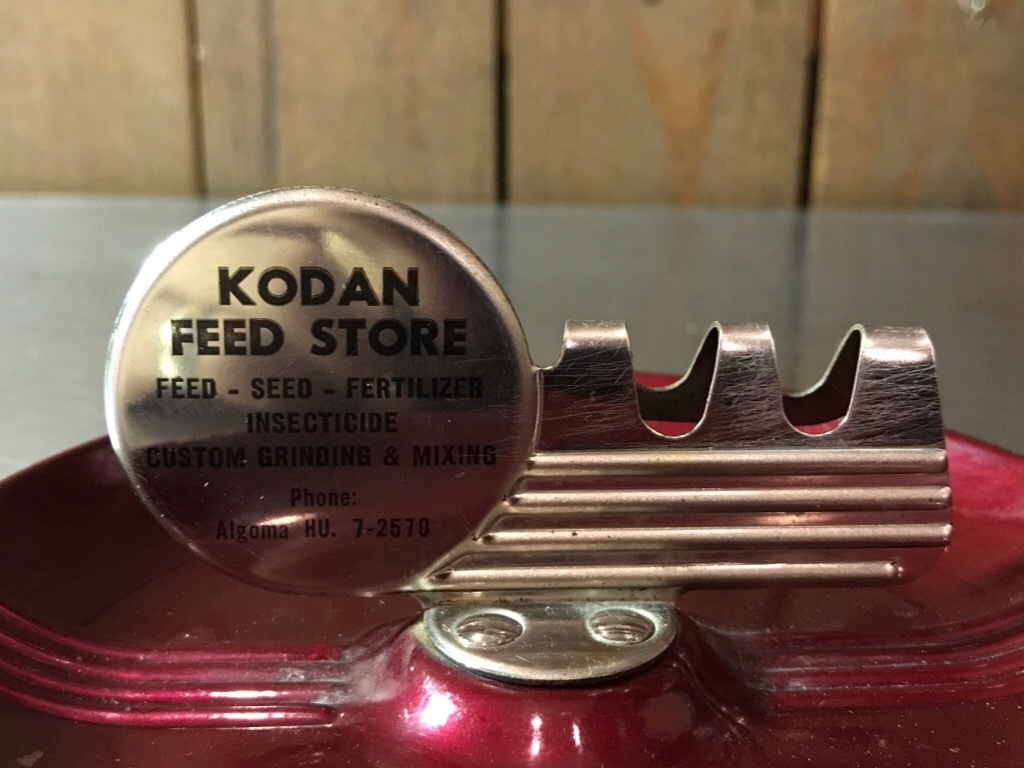 KODAN
FEED STORE
FEED - SEED - FERTILIZER
INSECTICIDE
CUSTOM GRINDING & MIXING
Phone:
Algoma HU. 7-2570